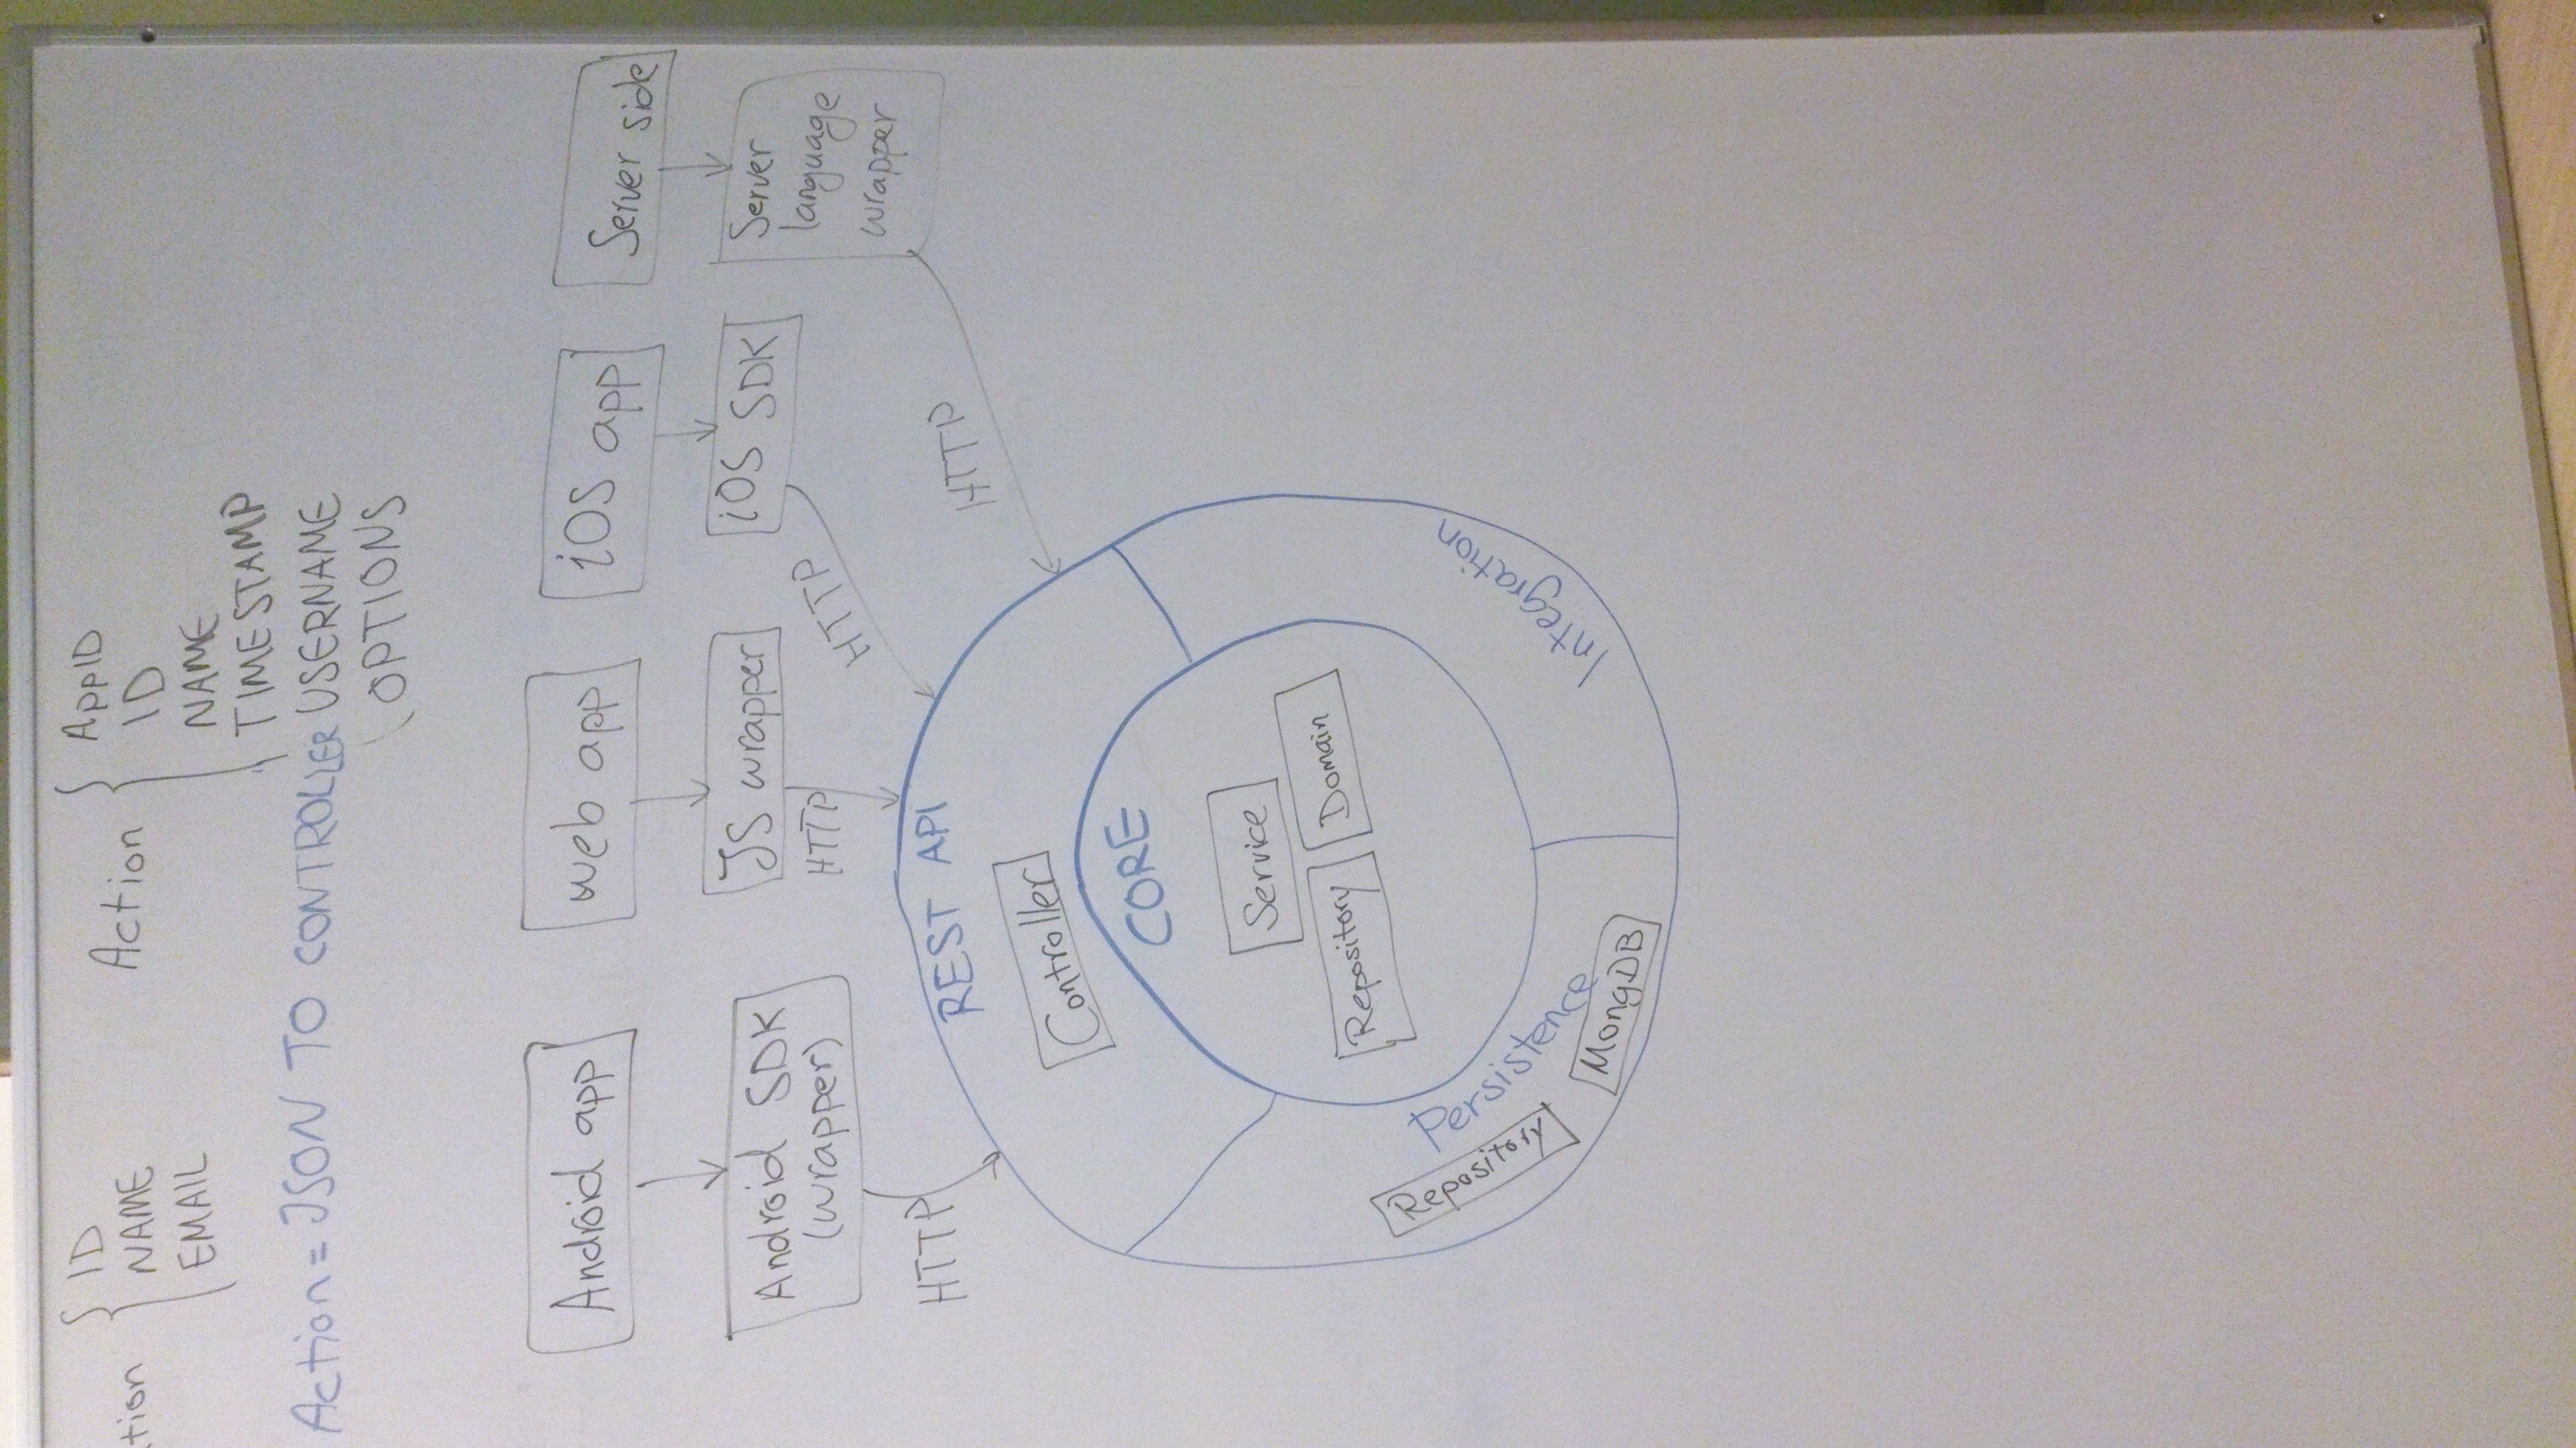 tion
ID
NAME
EMAIL
Action
AppID
ID
NAME
TIMESTAMP
USERNAME
OPTIONS
Action = JSON TO CONTROLLER
Android app
web app
iOS app
Server side
Android SDK
(wrapper)
JS wrapper
iOS SDK
Server
language
wrapper
HTTP
HTTP
HTTP
HTTP
REST API
Controller
CORE
Service
Repository
Domain
Repository
Persistence
MongDB
Integration